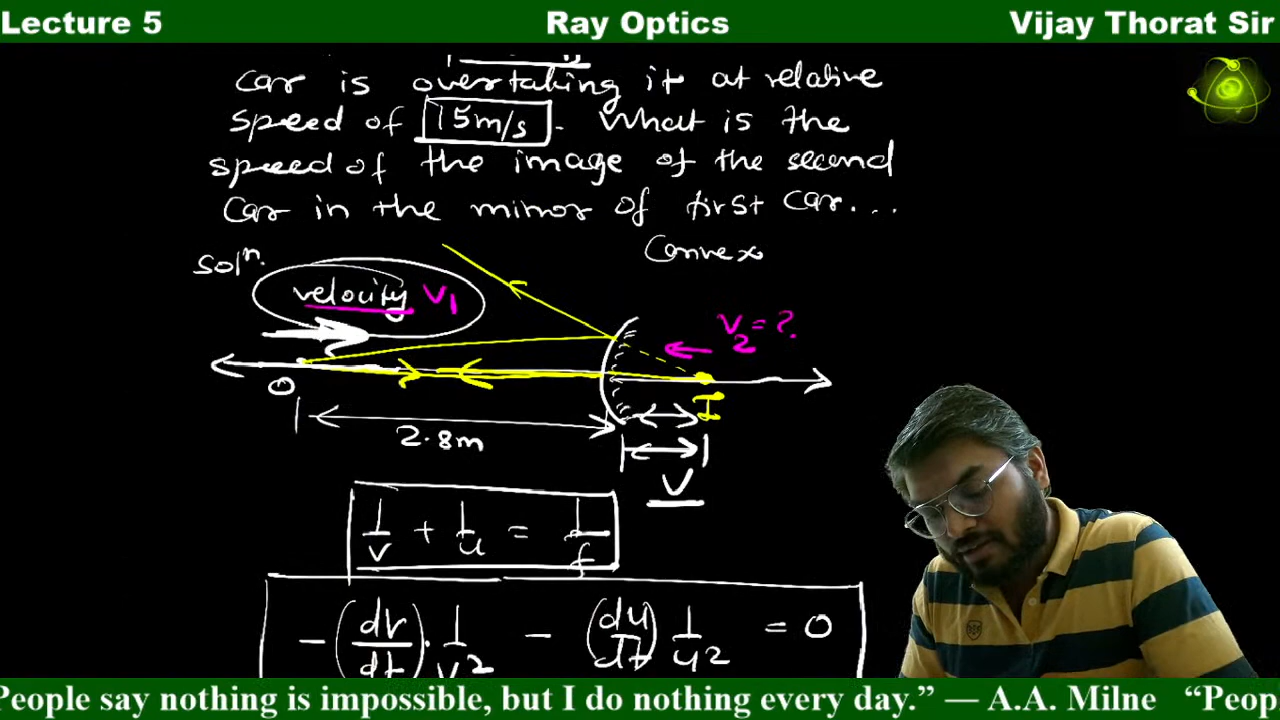 Lecture 5
Ray Optics
Vijay Thorat Sir
car is overtaking it at relative
speed of 15m/s. What is the
speed of the image of the second
Car in the mirror of first car...
Convex
Solⁿ.
velocity V₁
V₂ = ?
O
I
2.8m
V
1/v + 1/u = 1/f
- (dv/dt) · 1/v² - (du/dt) 1/u² = 0
People say nothing is impossible, but I do nothing every day.” — A.A. Milne “Peop